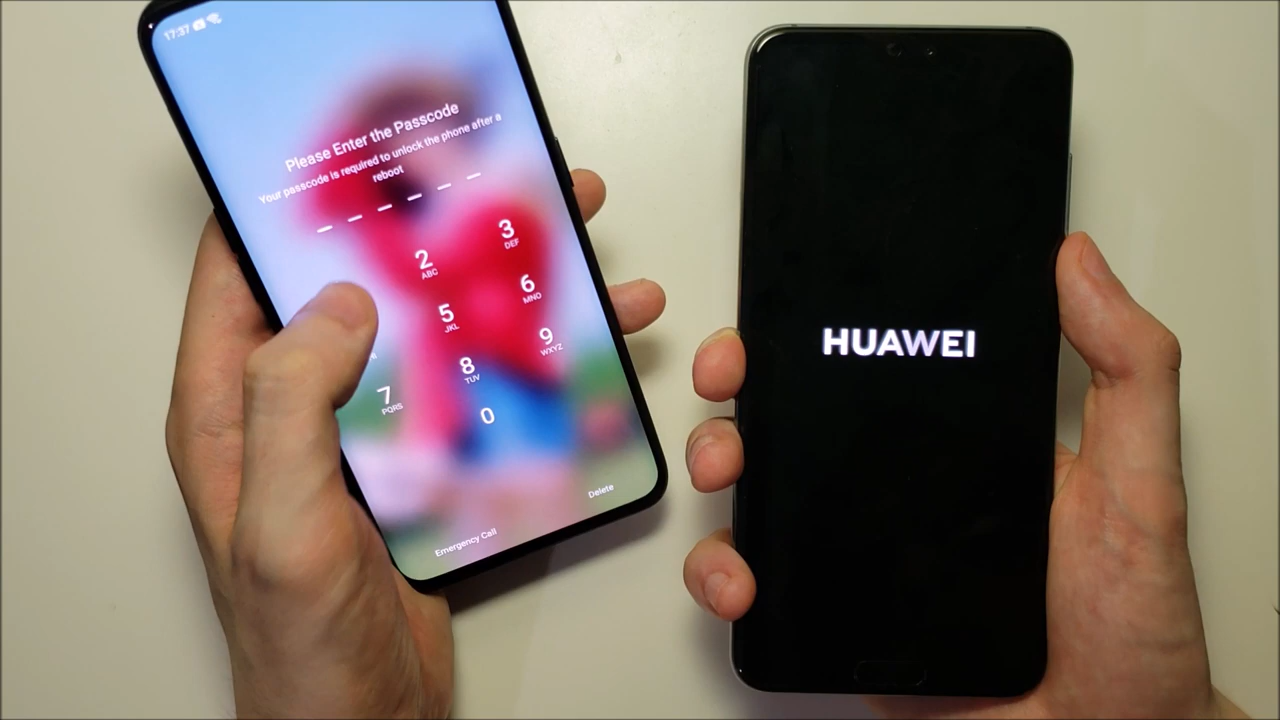 17:37
Please Enter the Passcode
Your passcode is required to unlock the phone after a
reboot
2
ABC
3
DEF
5
JKL
6
MNO
7
PQRS
8
TUV
9
WXYZ
0
Emergency Call
Delete
HUAWEI